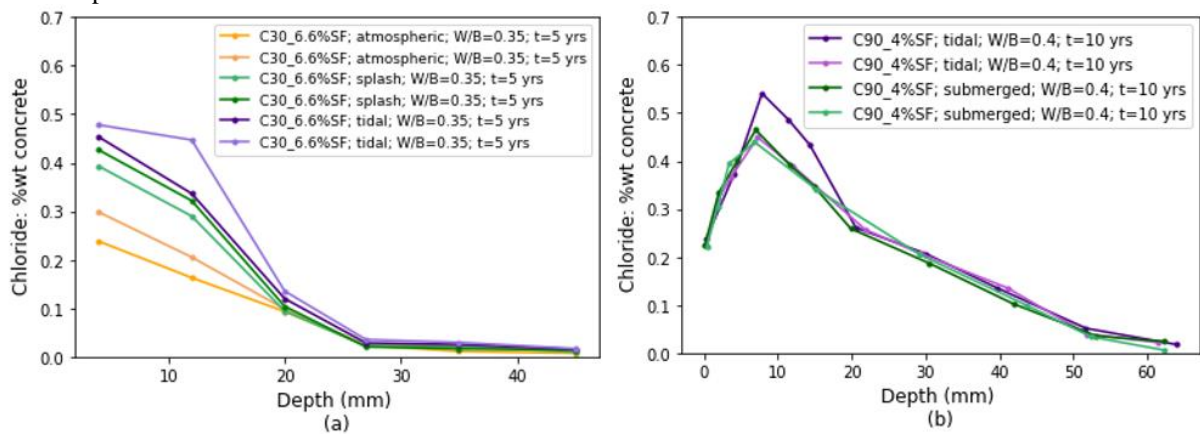 0.7
0.6
0.5
0.4
0.3
0.2
0.1
0.0
Chloride: %wt concrete
C30_6.6%SF; atmospheric; W/B=0.35; t=5 yrs
C30_6.6%SF; atmospheric; W/B=0.35; t=5 yrs
C30_6.6%SF; splash; W/B=0.35; t=5 yrs
C30_6.6%SF; splash; W/B=0.35; t=5 yrs
C30_6.6%SF; tidal; W/B=0.35; t=5 yrs
C30_6.6%SF; tidal; W/B=0.35; t=5 yrs
10 20 30 40
Depth (mm)
(a)
0.7
0.6
0.5
0.4
0.3
0.2
0.1
0.0
Chloride: %wt concrete
C90_4%SF; tidal; W/B=0.4; t=10 yrs
C90_4%SF; tidal; W/B=0.4; t=10 yrs
C90_4%SF; submerged; W/B=0.4; t=10 yrs
C90_4%SF; submerged; W/B=0.4; t=10 yrs
0 10 20 30 40 50 60
Depth (mm)
(b)